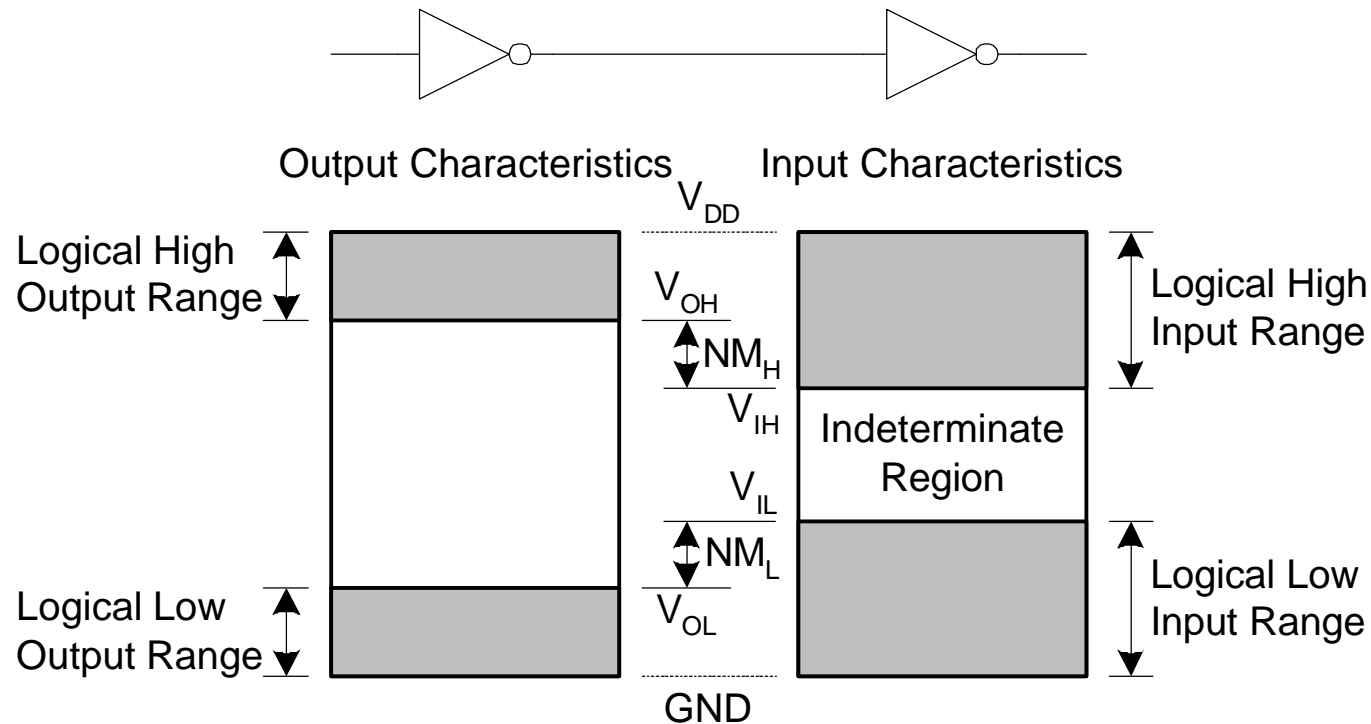 Output Characteristics
Input Characteristics
V_DD
Logical High
Output Range
V_OH
NM_H
V_IH
Logical High
Input Range
Indeterminate
Region
V_IL
NM_L
V_OL
Logical Low
Output Range
Logical Low
Input Range
GND